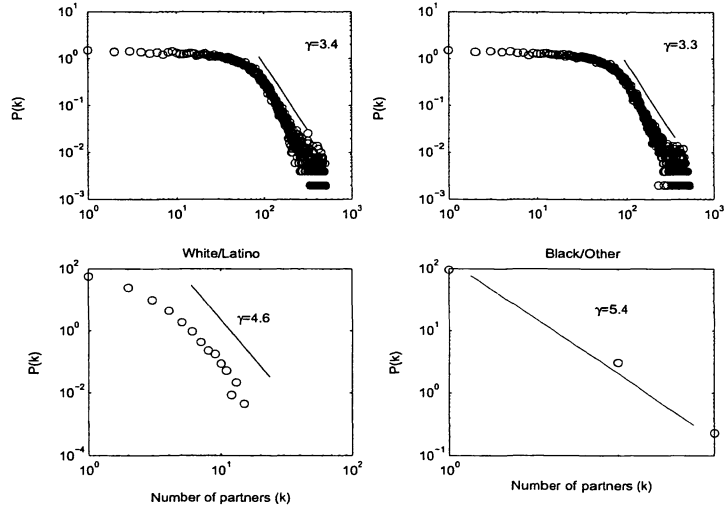 10¹ γ=3.4
10⁰
P(k)
10⁻¹
10⁻²
10⁻³
10⁰ 10¹ 10² 10³
10¹ γ=3.3
10⁰
P(k)
10⁻¹
10⁻²
10⁻³
10⁰ 10¹ 10² 10³
White/Latino
10² γ=4.6
10⁰
P(k)
10⁻²
10⁻⁴
10⁰ 10¹ 10²
Number of partners (k)
Black/Other
10² γ=5.4
10¹
P(k)
10⁰
10⁻¹
10⁰
Number of partners (k)